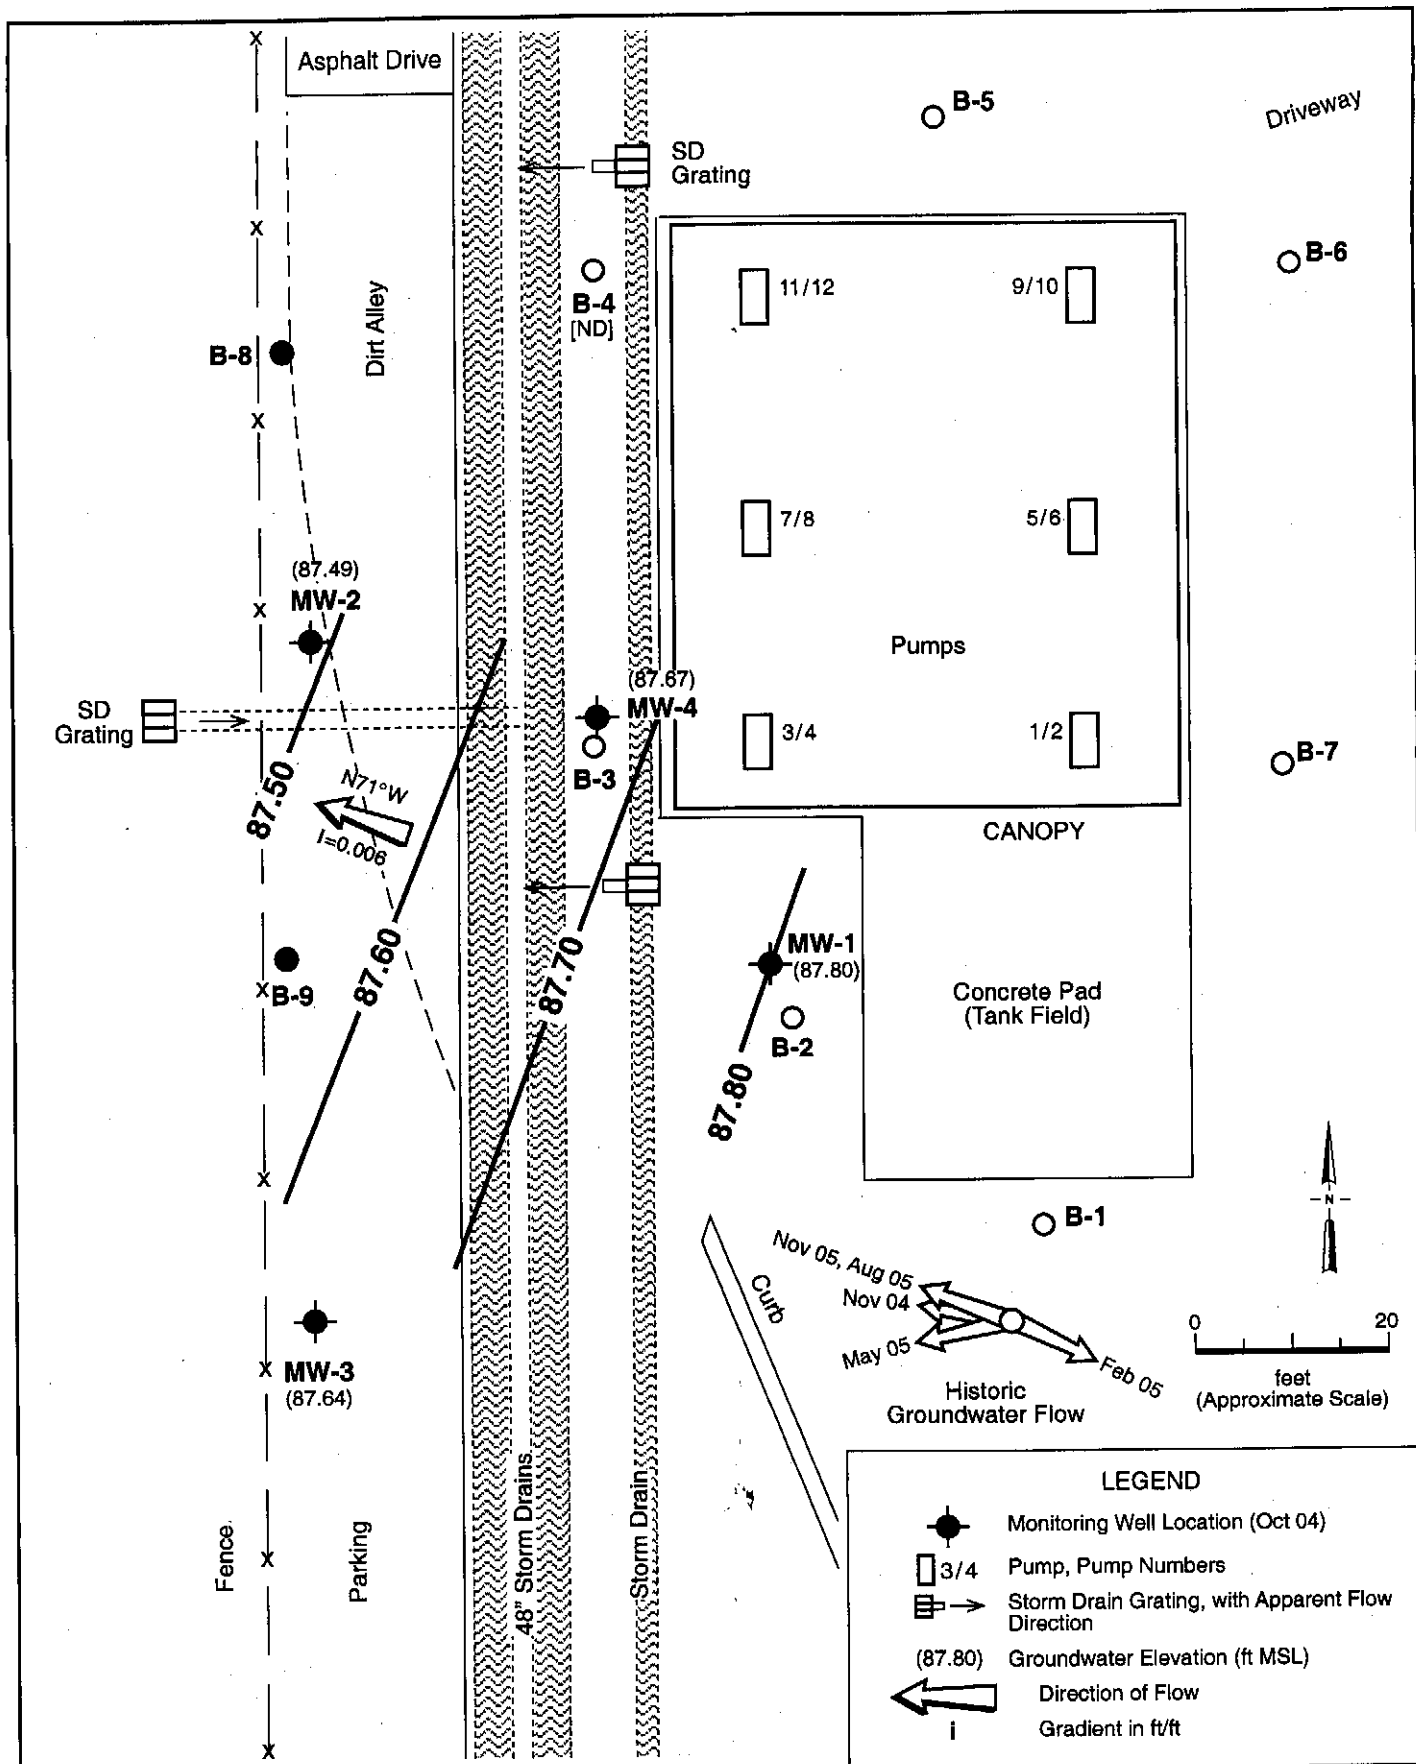 Asphalt Drive
B-5
Driveway
SD
Grating
B-6
11/12
9/10
B-4
[ND]
Dirt Alley
B-8
7/8
5/6
(87.49)
MW-2
Pumps
(87.67)
MW-4
SD
Grating
3/4
1/2
B-7
B-3
87.50
N71°W
i=0.006
CANOPY
87.60
87.70
MW-1
(87.80)
B-9
B-2
Concrete Pad
(Tank Field)
87.80
N
B-1
Nov 05, Aug 05
Nov 04
May 05
Feb 05
Curb
0
20
feet
(Approximate Scale)
MW-3
(87.64)
Historic
Groundwater Flow
Fence
Parking
48" Storm Drains
Storm Drain
LEGEND
Monitoring Well Location (Oct 04)
3/4 Pump, Pump Numbers
Storm Drain Grating, with Apparent Flow
Direction
(87.80) Groundwater Elevation (ft MSL)
Direction of Flow
i Gradient in ft/ft
X
X
X
X
X
X
X
X
X
X